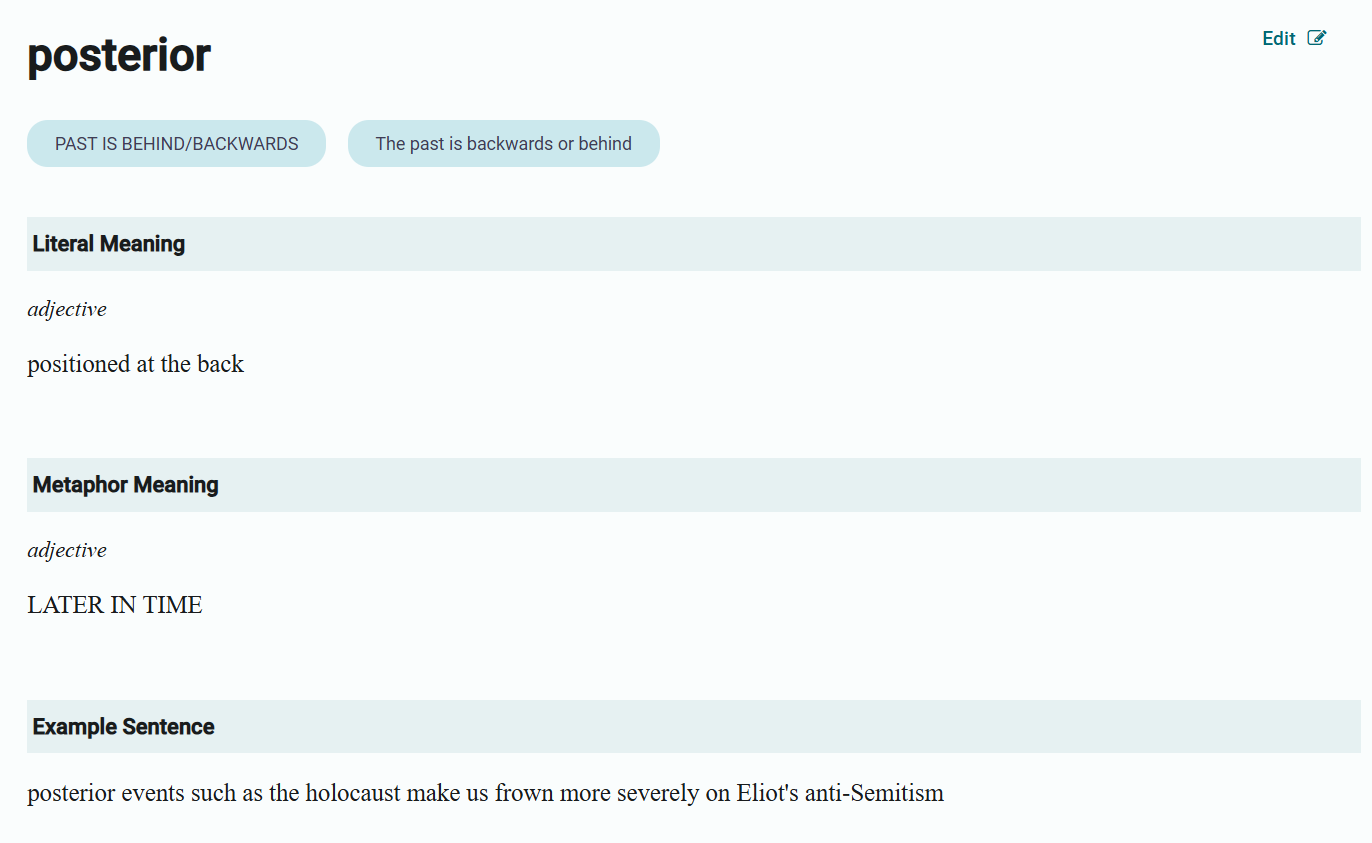 posterior
Edit
PAST IS BEHIND/BACKWARDS
The past is backwards or behind
Literal Meaning
adjective
positioned at the back
Metaphor Meaning
adjective
LATER IN TIME
Example Sentence
posterior events such as the holocaust make us frown more severely on Eliot's anti-Semitism